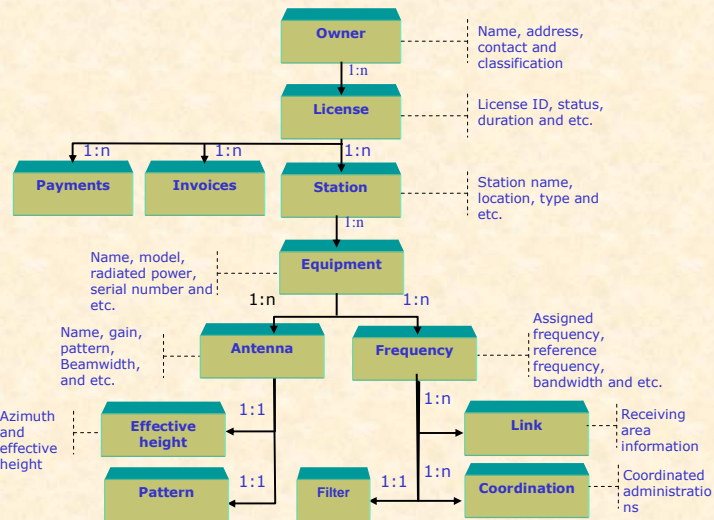 Owner
Name, address,
contact and
classification
1:n
License
License ID, status,
duration and etc.
1:n
1:n
1:n
Payments
Invoices
Station
Station name,
location, type and
etc.
1:n
Name, model,
radiated power,
serial number and
etc.
Equipment
1:n
1:n
Name, gain,
pattern,
Beamwidth,
and etc.
Antenna
Frequency
Assigned
frequency,
reference
frequency,
bandwidth and etc.
1:1
1:n
Azimuth
and
effective
height
Effective
height
Link
Receiving
area
information
1:1
1:1
1:n
Pattern
Filter
Coordination
Coordinated
administratio
ns